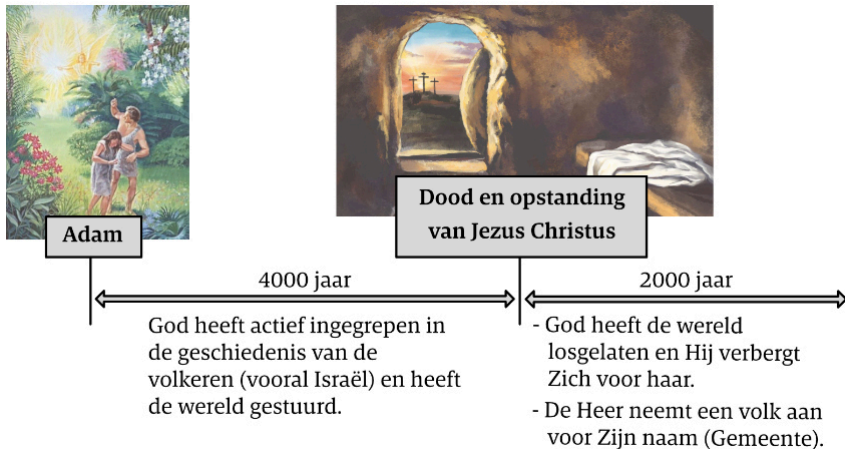 Adam
Dood en opstanding
van Jezus Christus
4000 jaar
2000 jaar
God heeft actief ingegrepen in
de geschiedenis van de
volkeren (vooral Israël) en heeft
de wereld gestuurd.
- God heeft de wereld
losgelaten en Hij verbergt
Zich voor haar.
- De Heer neemt een volk aan
voor Zijn naam (Gemeente).